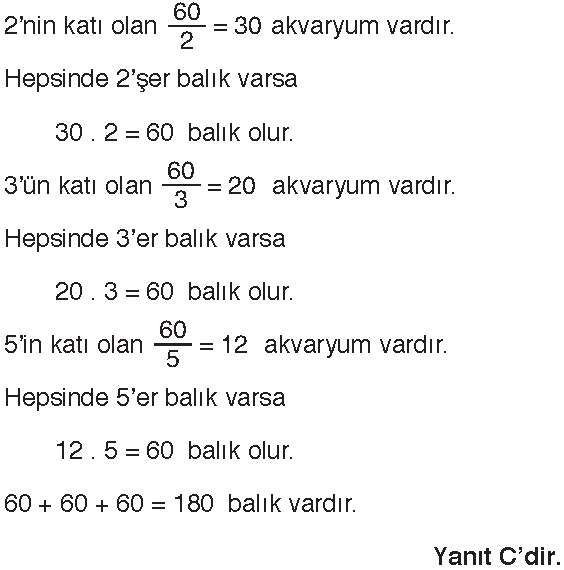 2’nin katı olan 60/2 = 30 akvaryum vardır.
Hepsinde 2’şer balık varsa
30 . 2 = 60 balık olur.
3’ün katı olan 60/3 = 20 akvaryum vardır.
Hepsinde 3’er balık varsa
20 . 3 = 60 balık olur.
5’in katı olan 60/5 = 12 akvaryum vardır.
Hepsinde 5’er balık varsa
12 . 5 = 60 balık olur.
60 + 60 + 60 = 180 balık vardır.
Yanıt C’dir.